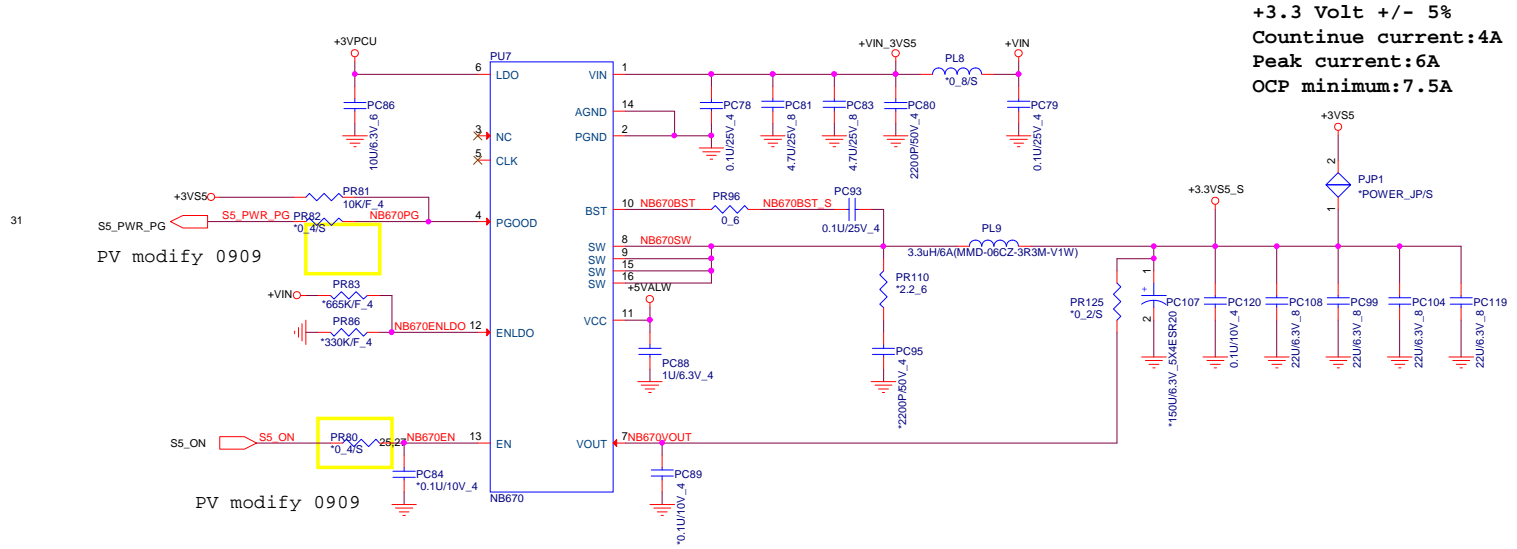 +3.3 Volt +/- 5%
Countinue current:4A
Peak current:6A
OCP minimum:7.5A
+3VPCU
PU7
+VIN_3VS5
+VIN
PL8
*0_8/S
6 LDO
VIN 1
PC86
10U/6.3V_6
AGND 14
PGND 2
PC78
0.1U/25V_4
PC81
4.7U/25V_8
PC83
4.7U/25V_8
PC80
2200P/50V_4
PC79
0.1U/25V_4
3 NC
5 CLK
+3VS5
PR81
10K/F_4
31
S5_PWR_PG
S5_PWR_PG
PR82
*0_4/S
NB670PG
4 PGOOD
PV modify 0909
BST 10 NB670BST
PR96
0_6
NB670BST_S
PC93
0.1U/25V_4
SW 8 NB670SW
SW 9
SW 15
SW 16
PL9
3.3uH/6A(MMD-06CZ-3R3M-V1W)
+3.3VS5_S
+3VS5
2
PJP1
*POWER_JP/S
1
+VIN
PR83
*665K/F_4
PR86
*330K/F_4
NB670ENLDO 12 ENLDO
+5VALW
VCC 11
PC88
1U/6.3V_4
PR110
*2.2_6
PC95
*2200P/50V_4
PR125
*0_2/S
1
+
PC107
2
*150U/6.3V_5X4ESR20
PC120
0.1U/10V_4
PC108
22U/6.3V_8
PC99
22U/6.3V_8
PC104
22U/6.3V_8
PC119
22U/6.3V_8
S5_ON
S5_ON
PR80
*0_4/S
25,27
NB670EN 13 EN
PC84
*0.1U/10V_4
PV modify 0909
VOUT 7 NB670VOUT
PC89
*0.1U/10V_4
NB670